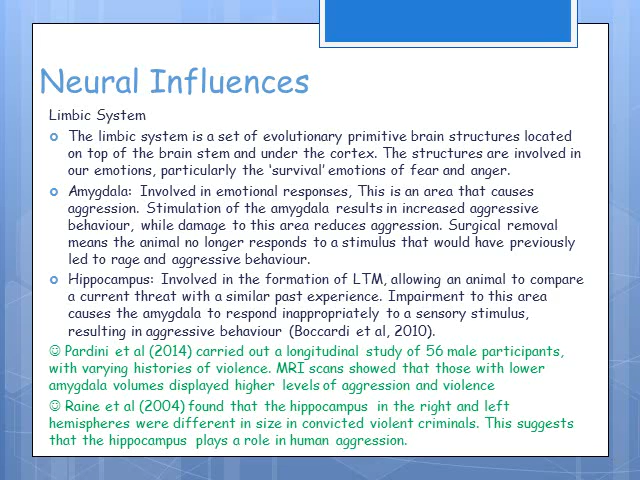 Neural Influences
Limbic System
The limbic system is a set of evolutionary primitive brain structures located
on top of the brain stem and under the cortex. The structures are involved in
our emotions, particularly the ‘survival’ emotions of fear and anger.
Amygdala: Involved in emotional responses, This is an area that causes
aggression. Stimulation of the amygdala results in increased aggressive
behaviour, while damage to this area reduces aggression. Surgical removal
means the animal no longer responds to a stimulus that would have previously
led to rage and aggressive behaviour.
Hippocampus: Involved in the formation of LTM, allowing an animal to compare
a current threat with a similar past experience. Impairment to this area
causes the amygdala to respond inappropriately to a sensory stimulus,
resulting in aggressive behaviour (Boccardi et al, 2010).
☺ Pardini et al (2014) carried out a longitudinal study of 56 male participants,
with varying histories of violence. MRI scans showed that those with lower
amygdala volumes displayed higher levels of aggression and violence
☺ Raine et al (2004) found that the hippocampus in the right and left
hemispheres were different in size in convicted violent criminals. This suggests
that the hippocampus plays a role in human aggression.